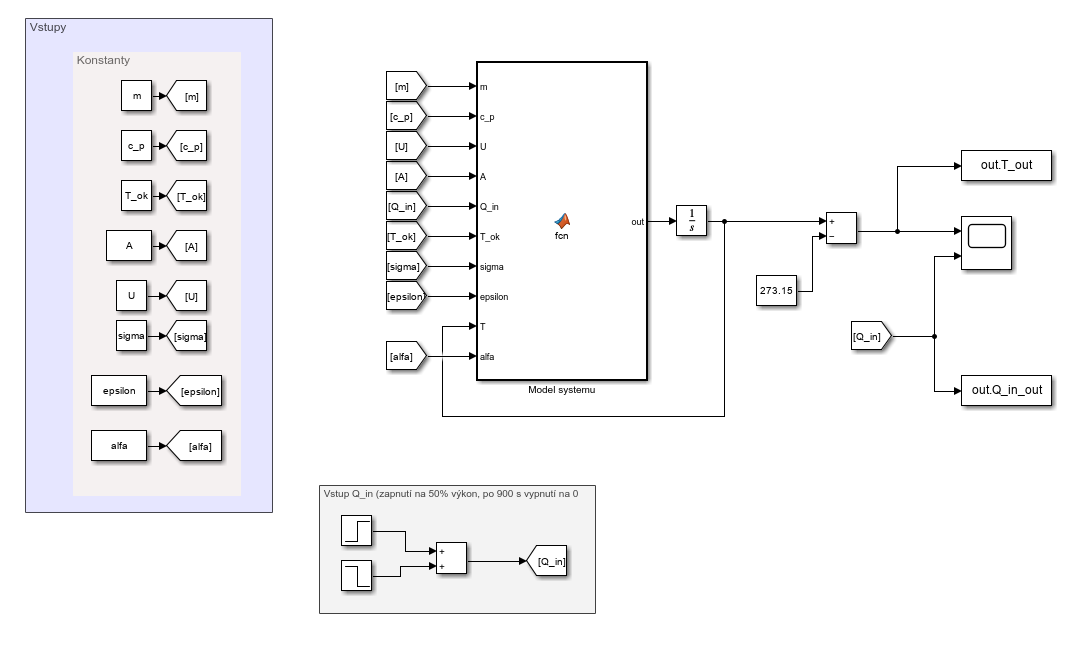 Vstupy
Konstanty
m [m]
c_p [c_p]
T_ok [T_ok]
A [A]
U [U]
sigma [sigma]
epsilon [epsilon]
alfa [alfa]
[m] m
[c_p] c_p
[U] U
[A] A
[Q_in] Q_in
[T_ok] T_ok
[sigma] sigma
[epsilon] epsilon
T
[alfa] alfa
fcn
out
Model systemu
1
s
+
−
273.15
out.T_out
[Q_in]
out.Q_in_out
Vstup Q_in (zapnutí na 50% výkon, po 900 s vypnutí na 0
+
+
[Q_in]